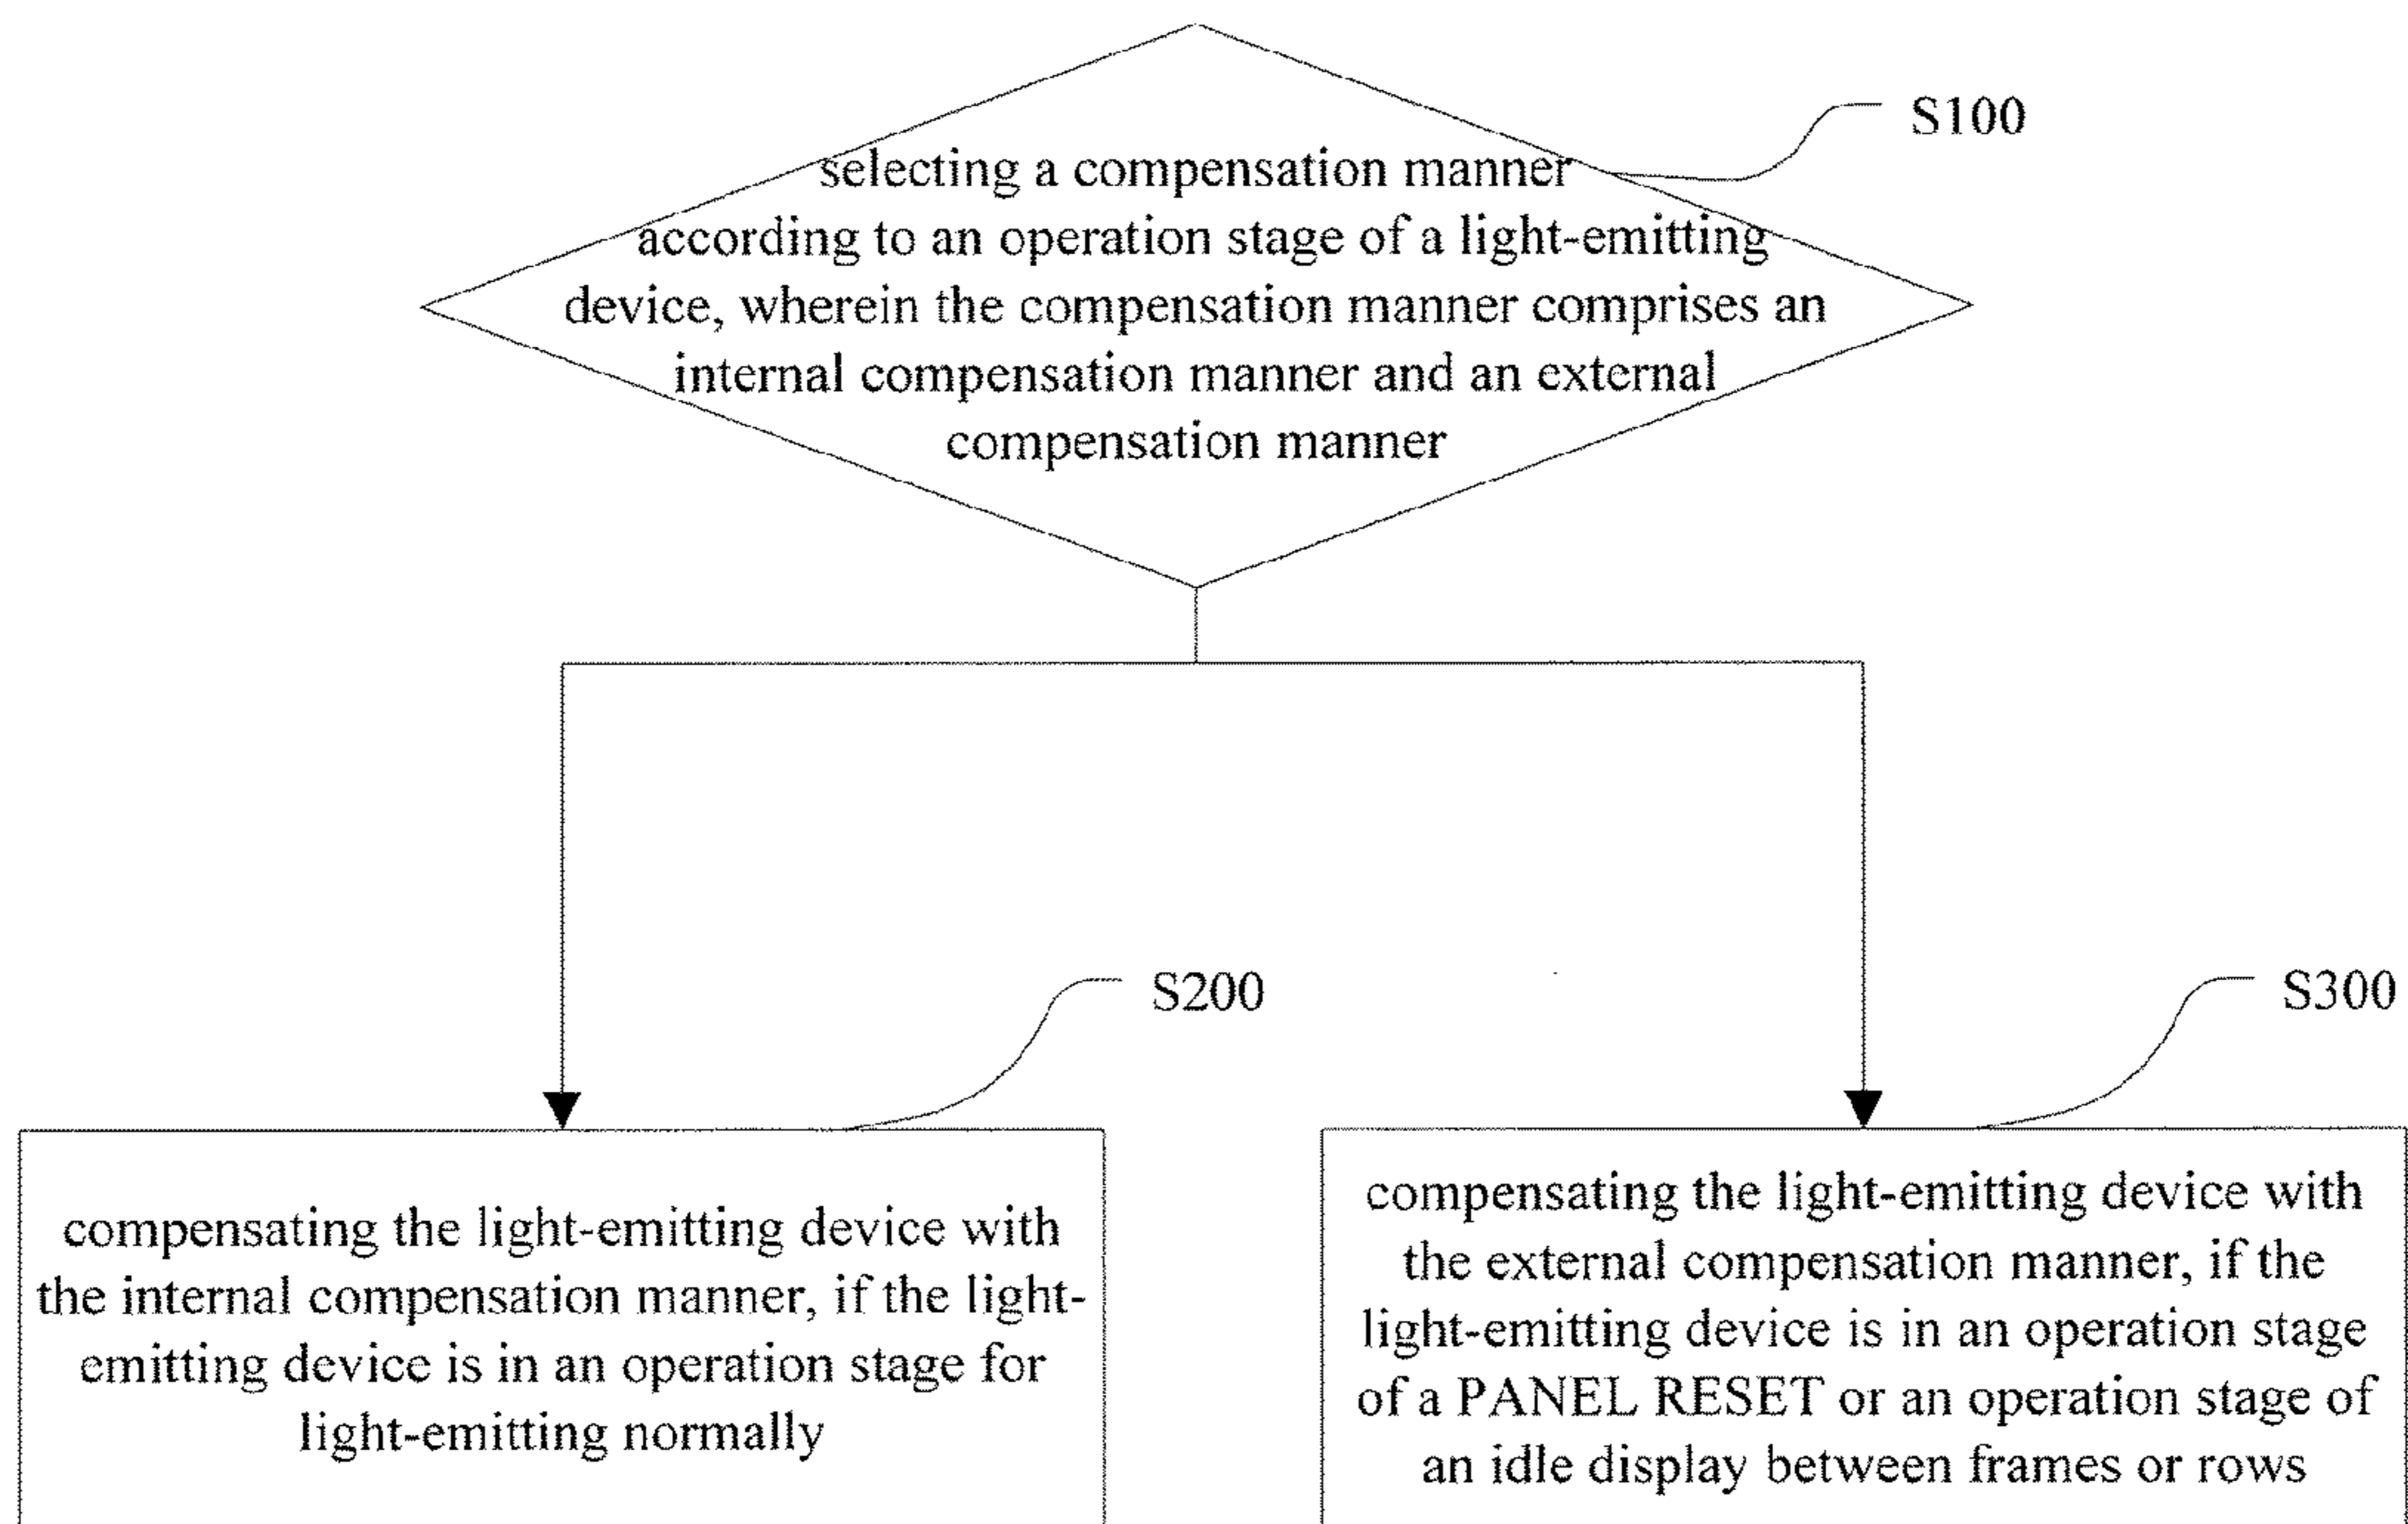 S100
selecting a compensation manner
according to an operation stage of a light-emitting
device, wherein the compensation manner comprises an
internal compensation manner and an external
compensation manner
S200
compensating the light-emitting device with
the internal compensation manner, if the light-
emitting device is in an operation stage for
light-emitting normally
S300
compensating the light-emitting device with
the external compensation manner, if the
light-emitting device is in an operation stage
of a PANEL RESET or an operation stage of
an idle display between frames or rows